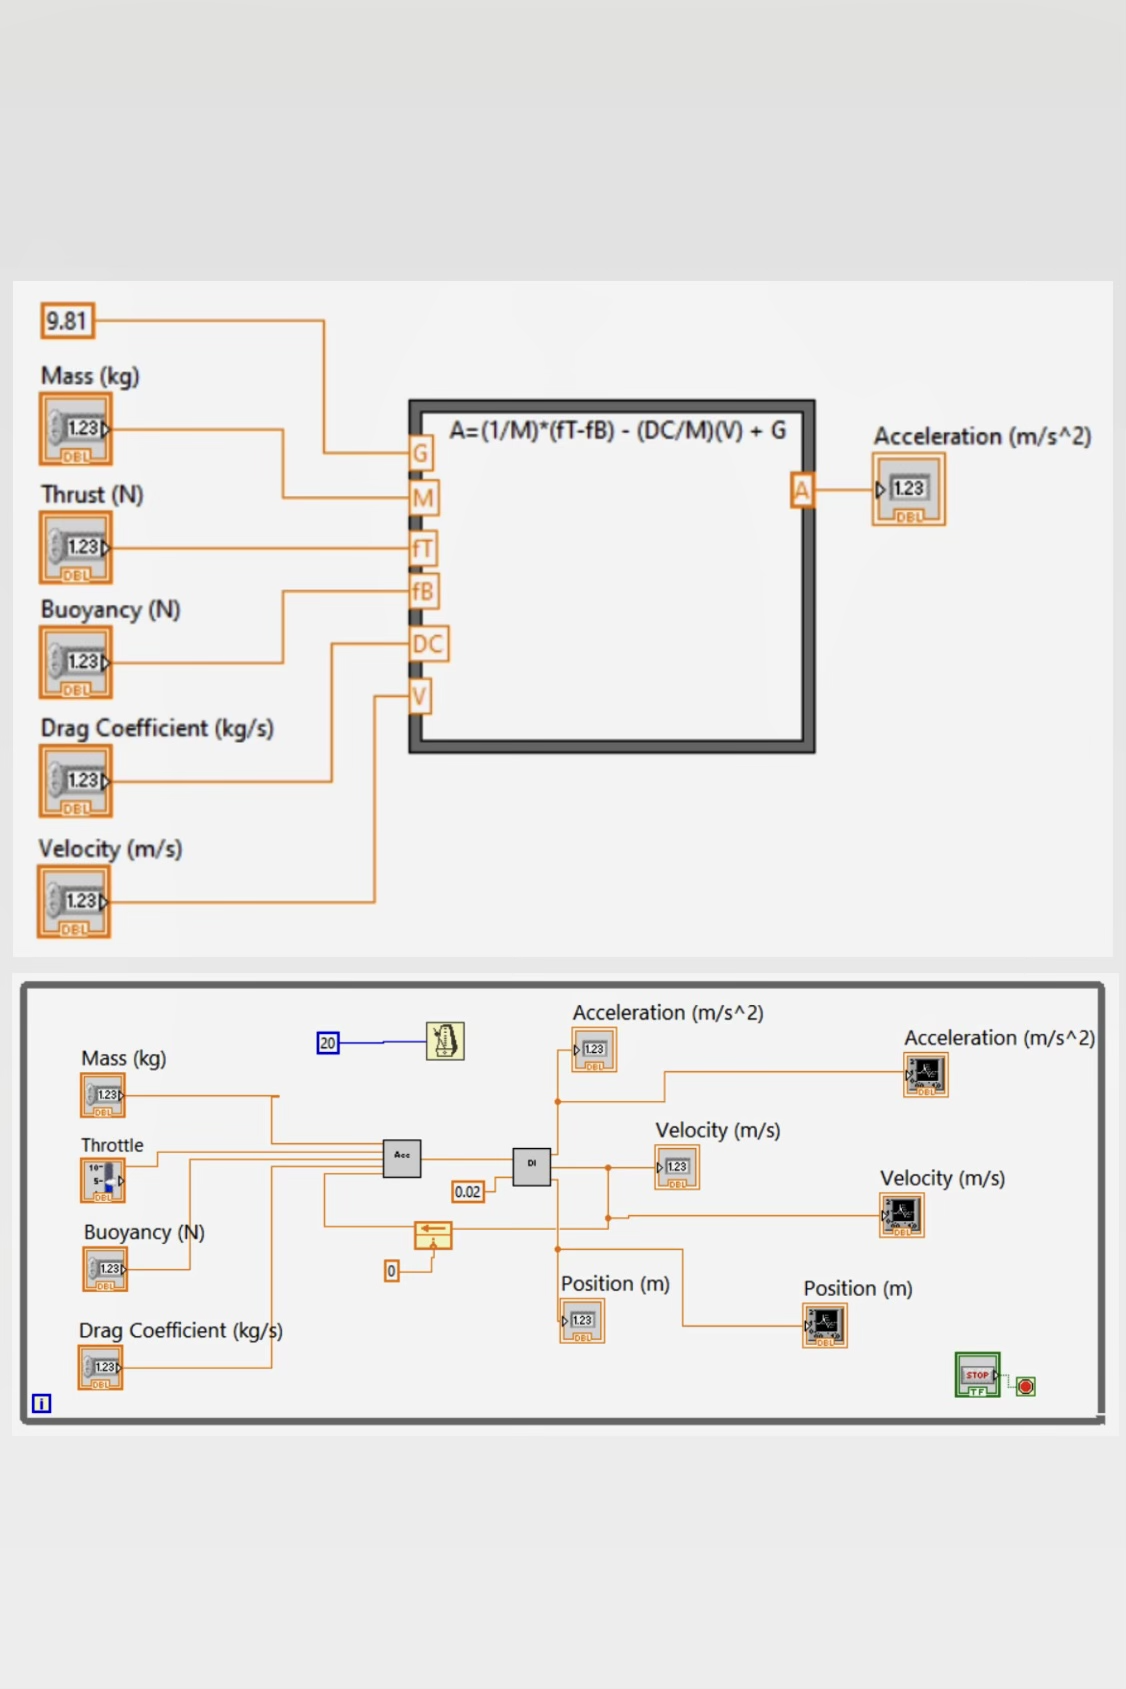 9.81
Mass (kg)
1.23
DBL
Thrust (N)
1.23
DBL
Buoyancy (N)
1.23
DBL
Drag Coefficient (kg/s)
1.23
DBL
Velocity (m/s)
1.23
DBL
G
M
fT
fB
DC
V
A=(1/M)*(fT-fB) - (DC/M)(V) + G
A
Acceleration (m/s^2)
1.23
DBL
20
Mass (kg)
1.23
DBL
Throttle
10-
5-
DBL
Buoyancy (N)
1.23
DBL
Drag Coefficient (kg/s)
1.23
DBL
i
Acc
DI
0.02
0
Acceleration (m/s^2)
1.23
DBL
Acceleration (m/s^2)
DBL
Velocity (m/s)
1.23
DBL
Velocity (m/s)
DBL
Position (m)
1.23
DBL
Position (m)
DBL
STOP
TF